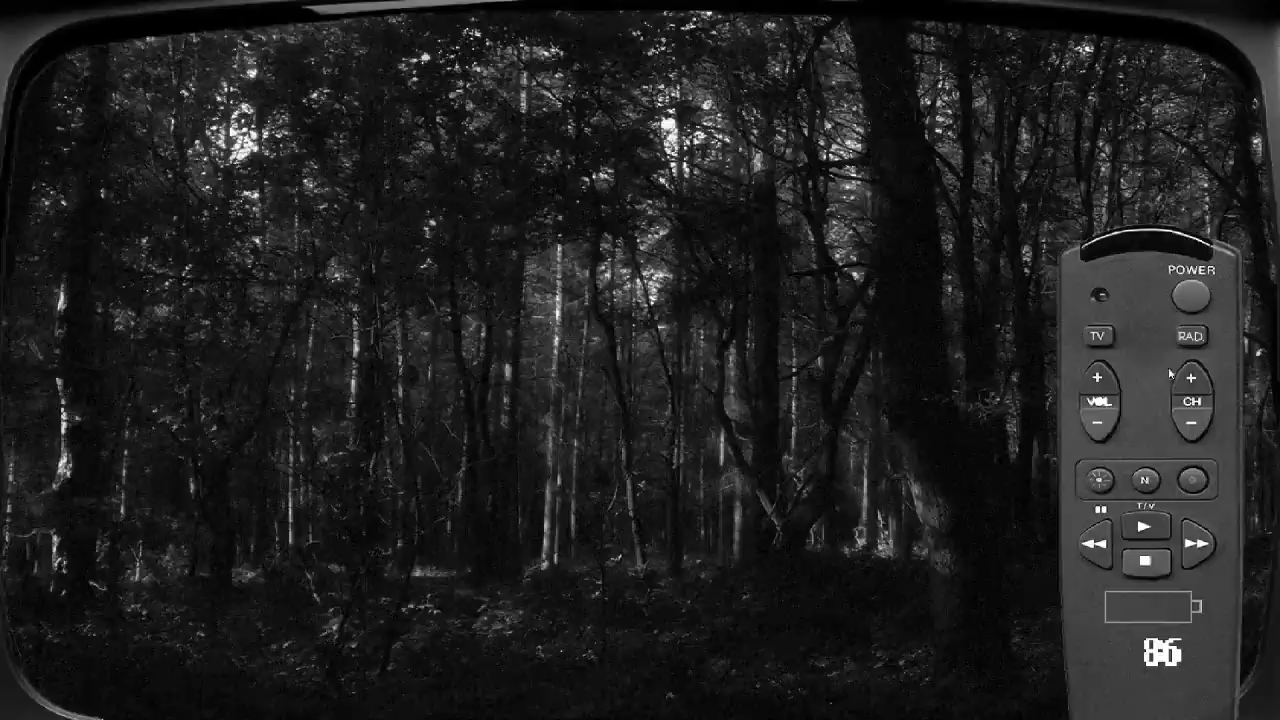 POWER
TV RAD.
+ +
VOL CH
- -
N
T/V
86